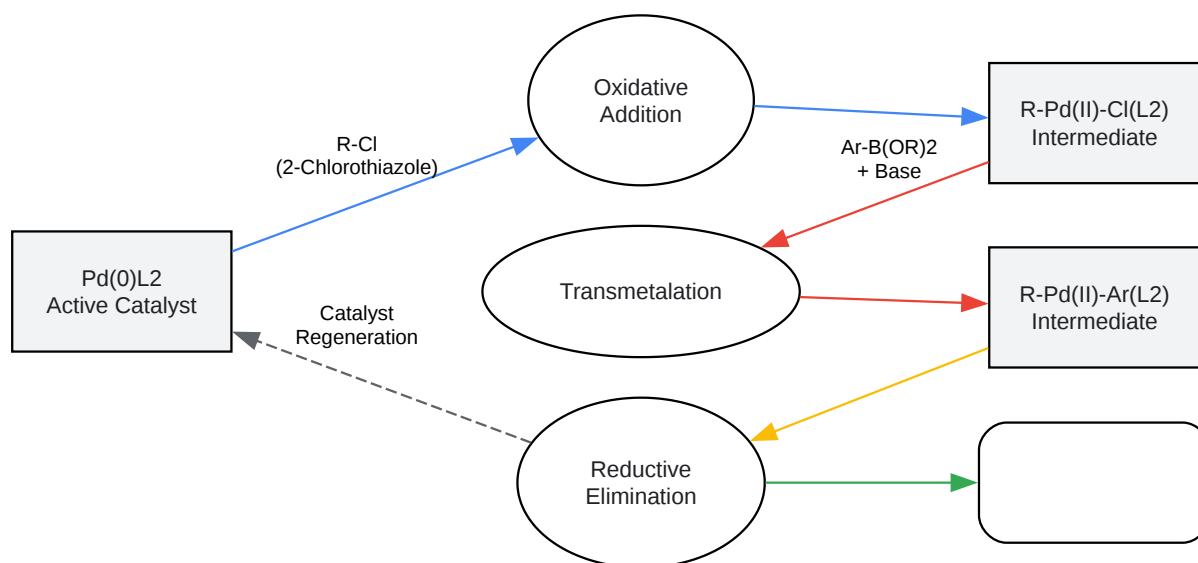 Oxidative
Addition
R-Pd(II)-Cl(L2)
Intermediate
R-Cl
(2-Chlorothiazole)
Ar-B(OR)2
+ Base
Pd(0)L2
Active Catalyst
Transmetalation
R-Pd(II)-Ar(L2)
Intermediate
Catalyst
Regeneration
Reductive
Elimination